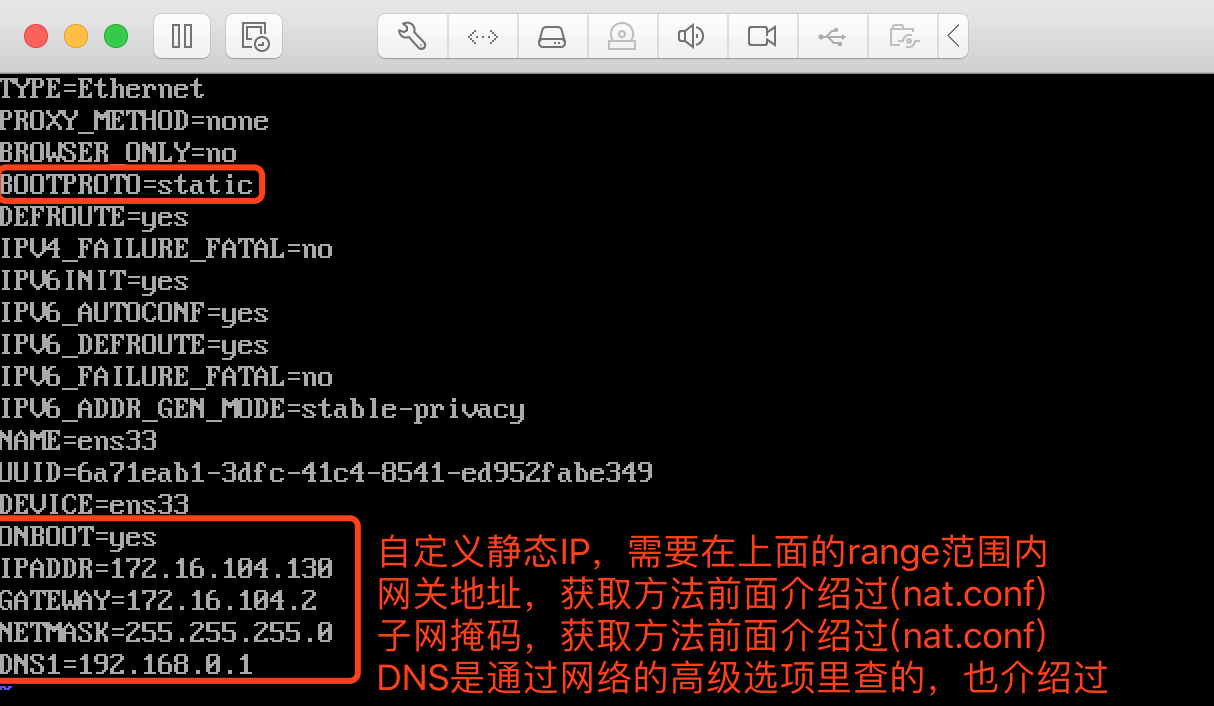 TYPE=Ethernet
PROXY_METHOD=none
BROWSER_ONLY=no
BOOTPROTO=static
DEFROUTE=yes
IPV4_FAILURE_FATAL=no
IPV6INIT=yes
IPV6_AUTOCONF=yes
IPV6_DEFROUTE=yes
IPV6_FAILURE_FATAL=no
IPV6_ADDR_GEN_MODE=stable-privacy
NAME=ens33
UUID=6a71eab1-3dfc-41c4-8541-ed952fabe349
DEVICE=ens33
ONBOOT=yes
IPADDR=172.16.104.130
GATEWAY=172.16.104.2
NETMASK=255.255.255.0
DNS1=192.168.0.1
~
自定义静态IP，需要在上面的range范围内
网关地址，获取方法前面介绍过(nat.conf)
子网掩码，获取方法前面介绍过(nat.conf)
DNS是通过网络的高级选项里查的，也介绍过